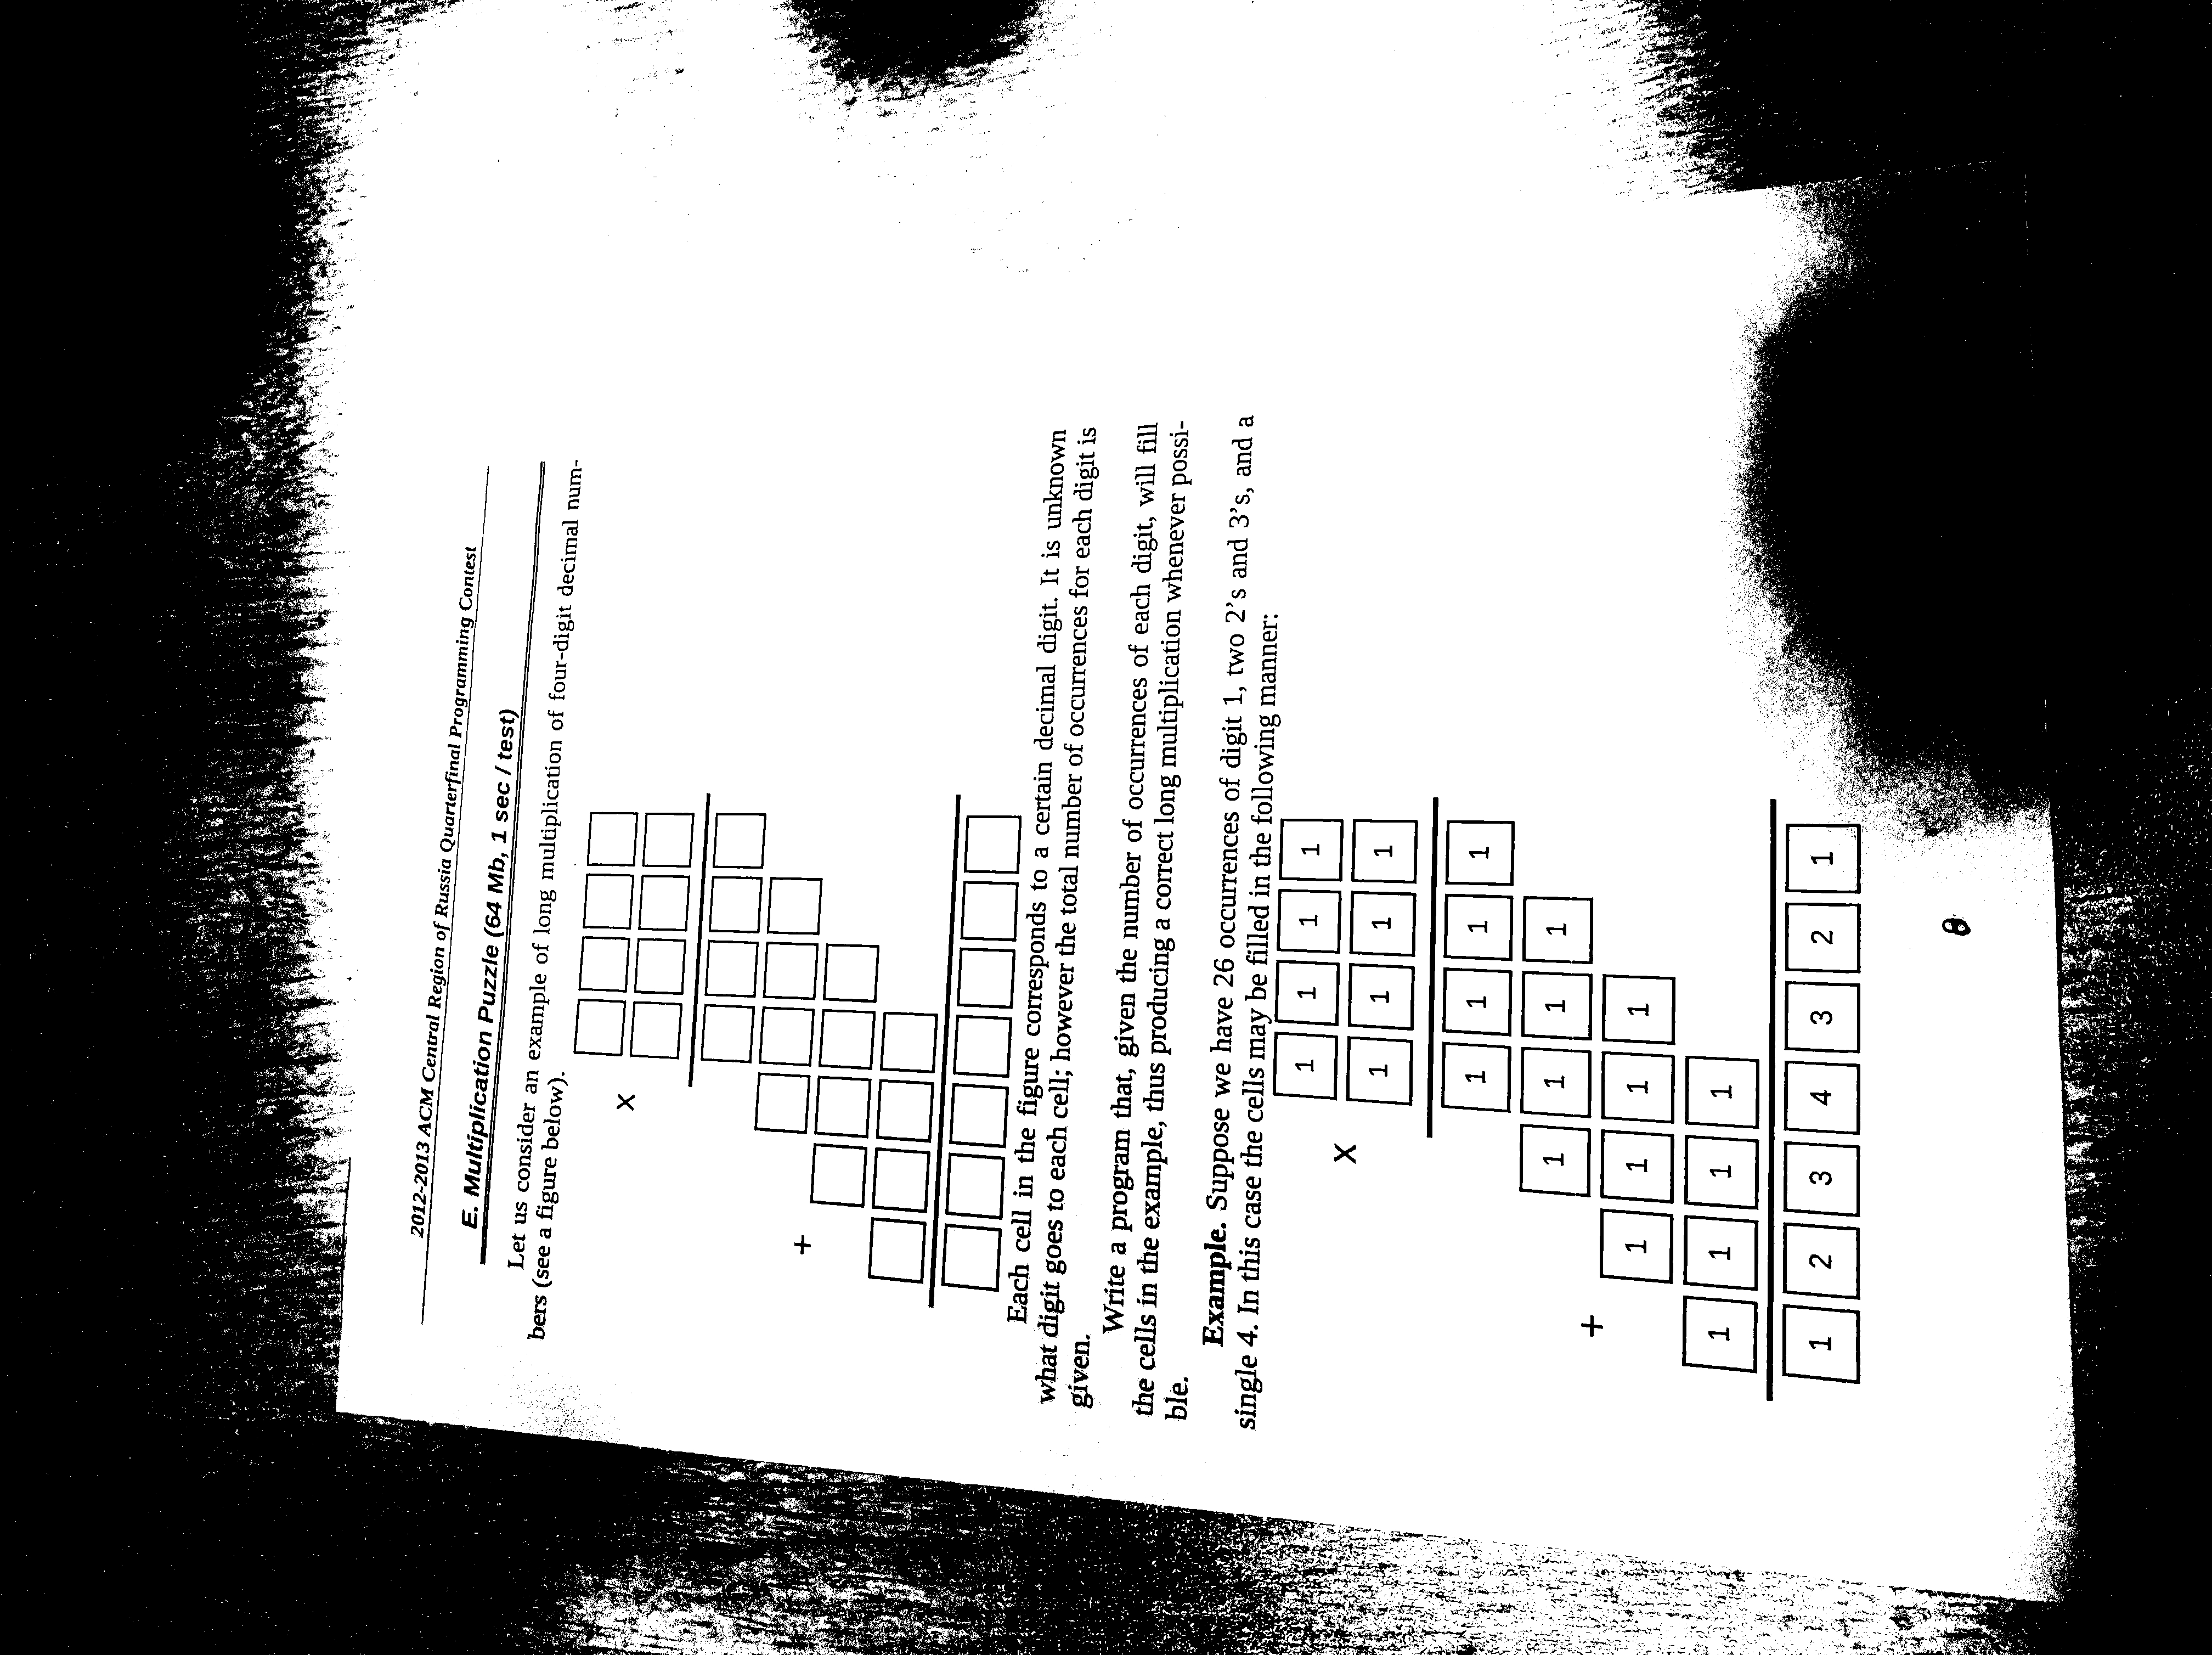 2012-2013 ACM Central Region of Russia Quarterfinal Programming Contest
E. Multiplication Puzzle (64 Mb, 1 sec / test)
Let us consider an example of long multiplication of four-digit decimal num-
bers (see a figure below).
x
+
Each cell in the figure corresponds to a certain decimal digit. It is unknown
what digit goes to each cell; however the total number of occurrences for each digit is
given.
Write a program that, given the number of occurrences of each digit, will fill
the cells in the example, thus producing a correct long multiplication whenever possi-
ble.
Example. Suppose we have 26 occurrences of digit 1, two 2's and 3's, and a
single 4. In this case the cells may be filled in the following manner:
1 1 1 1
x
1 1 1 1
1 1 1 1
1 1 1 1
+
1 1 1 1
1 1 1 1
1 2 3 4 3 2 1